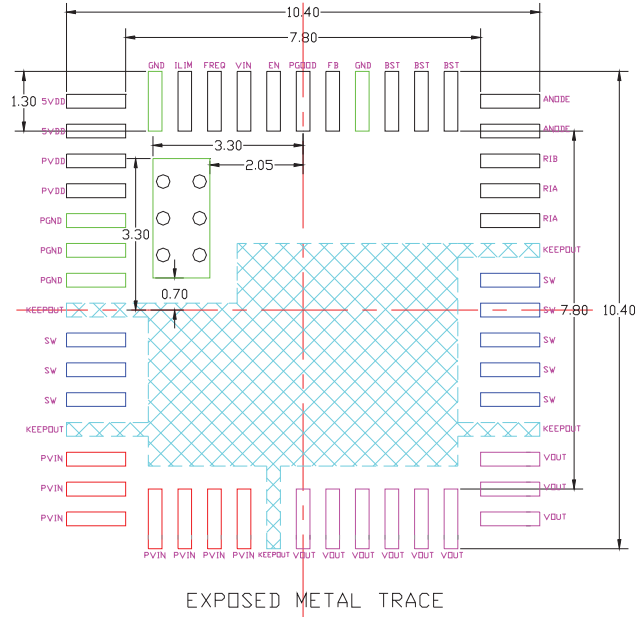 10.40
7.80
GND ILIM FREQ VIN EN PGOOD FB GND BST BST BST
1.30
5VDD ANODE
5VDD ANODE
3.30
PVDD RIB
2.05
PVDD RIA
PGND RIA
3.30
PGND KEEPOUT
PGND SW
0.70
KEEPOUT SW 7.80 10.40
SW SW
SW SW
SW SW
KEEPOUT KEEPOUT
PVIN VOUT
PVIN VOUT
PVIN VOUT
PVIN PVIN PVIN PVIN KEEPOUT VOUT VOUT VOUT VOUT VOUT VOUT
EXPOSED METAL TRACE